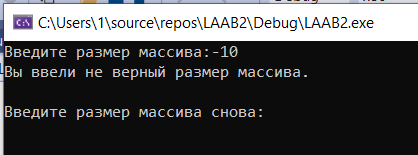 C:\Users\1\source\repos\LAAB2\Debug\LAAB2.exe
Введите размер массива:-10
Вы ввели не верный размер массива.
Введите размер массива снова: